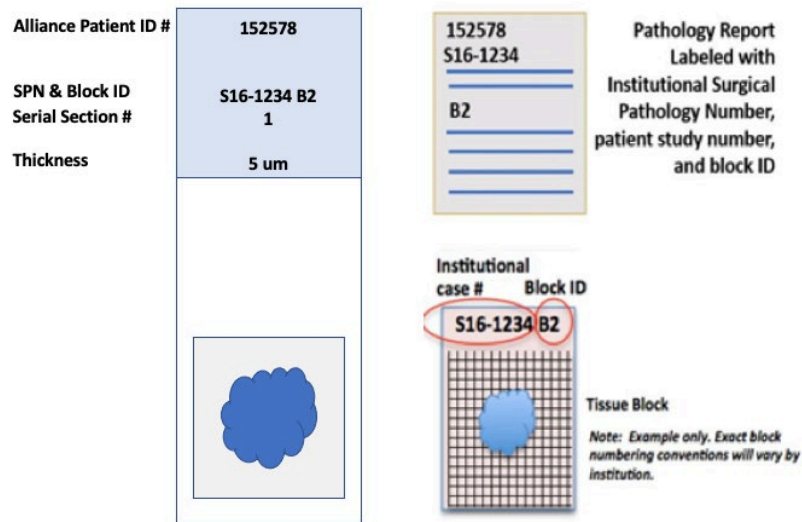 Alliance Patient ID # 152578
SPN & Block ID S16-1234 B2
Serial Section # 1
Thickness 5 um
152578
S16-1234
B2
Pathology Report
Labeled with
Institutional Surgical
Pathology Number,
patient study number,
and block ID
Institutional
case # Block ID
S16-1234 B2
Tissue Block
Note: Example only. Exact block
numbering conventions will vary by
institution.